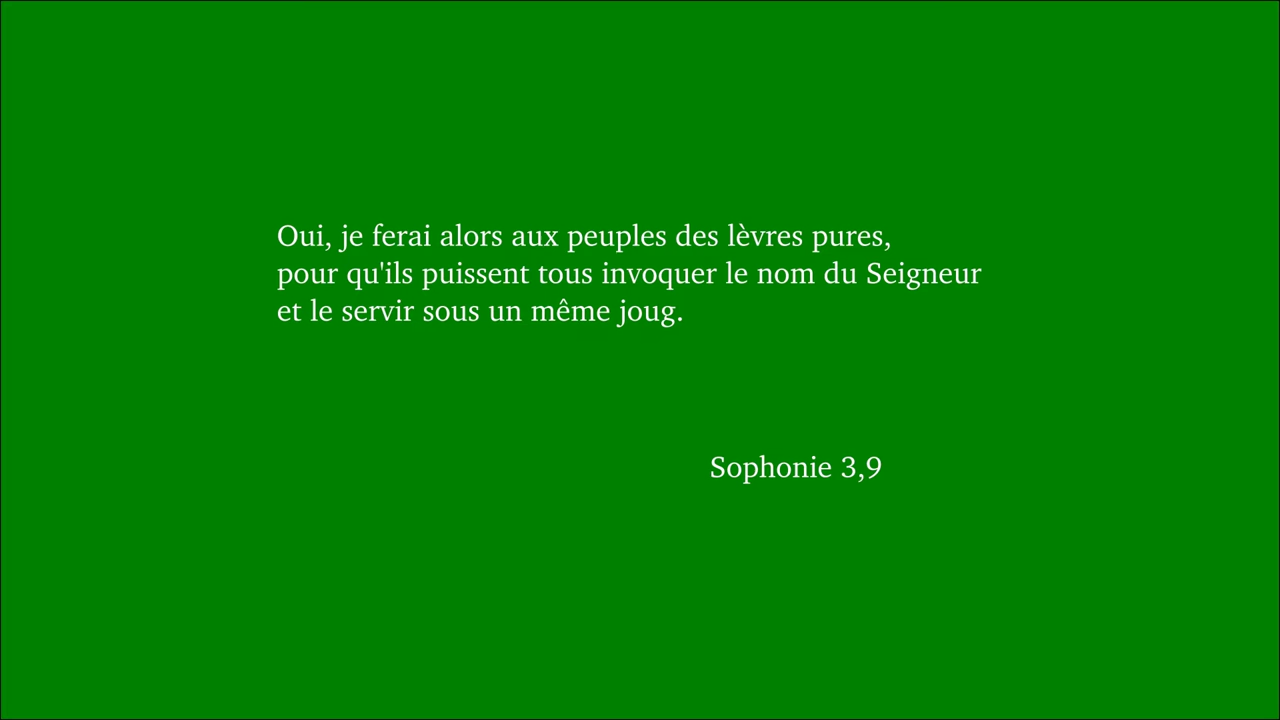 Oui, je ferai alors aux peuples des lèvres pures,
pour qu'ils puissent tous invoquer le nom du Seigneur
et le servir sous un même joug.
Sophonie 3,9